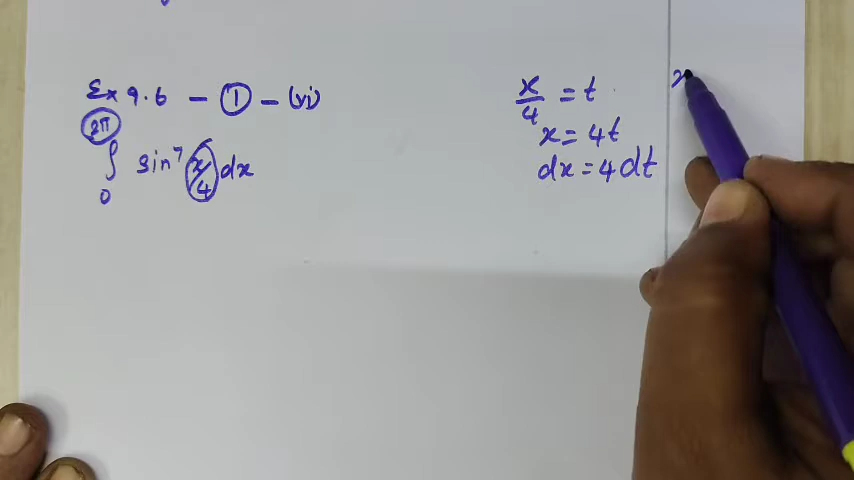 Ex 9.6 - ① - (vi)
2π
∫ sin⁷ x/4 dx
0
x/4 = t
x = 4t
dx = 4dt
x